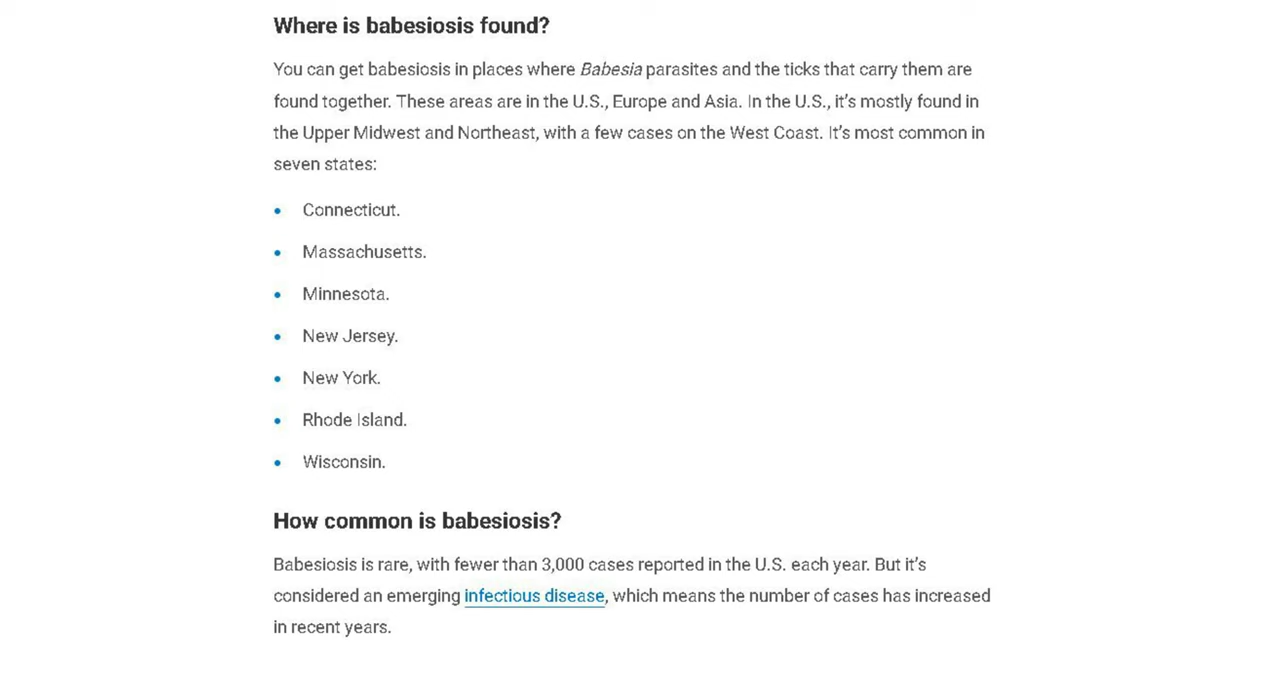 Where is babesiosis found?
You can get babesiosis in places where Babesia parasites and the ticks that carry them are
found together. These areas are in the U.S., Europe and Asia. In the U.S., it’s mostly found in
the Upper Midwest and Northeast, with a few cases on the West Coast. It’s most common in
seven states:
• Connecticut.
• Massachusetts.
• Minnesota.
• New Jersey.
• New York.
• Rhode Island.
• Wisconsin.
How common is babesiosis?
Babesiosis is rare, with fewer than 3,000 cases reported in the U.S. each year. But it’s
considered an emerging infectious disease, which means the number of cases has increased
in recent years.